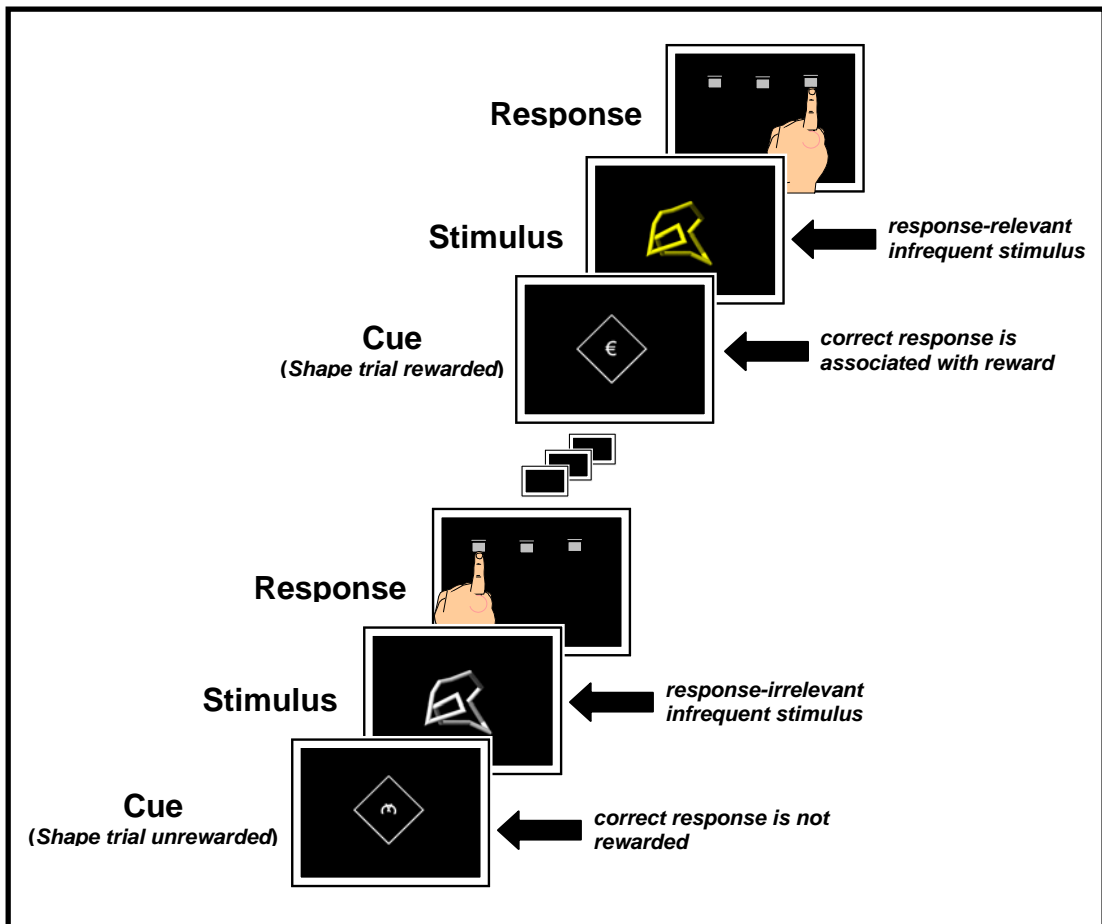 Response
Stimulus
response-relevant
infrequent stimulus
Cue
(Shape trial rewarded)
€
correct response is
associated with reward
Response
Stimulus
response-irrelevant
infrequent stimulus
Cue
(Shape trial unrewarded)
€
correct response is not
rewarded